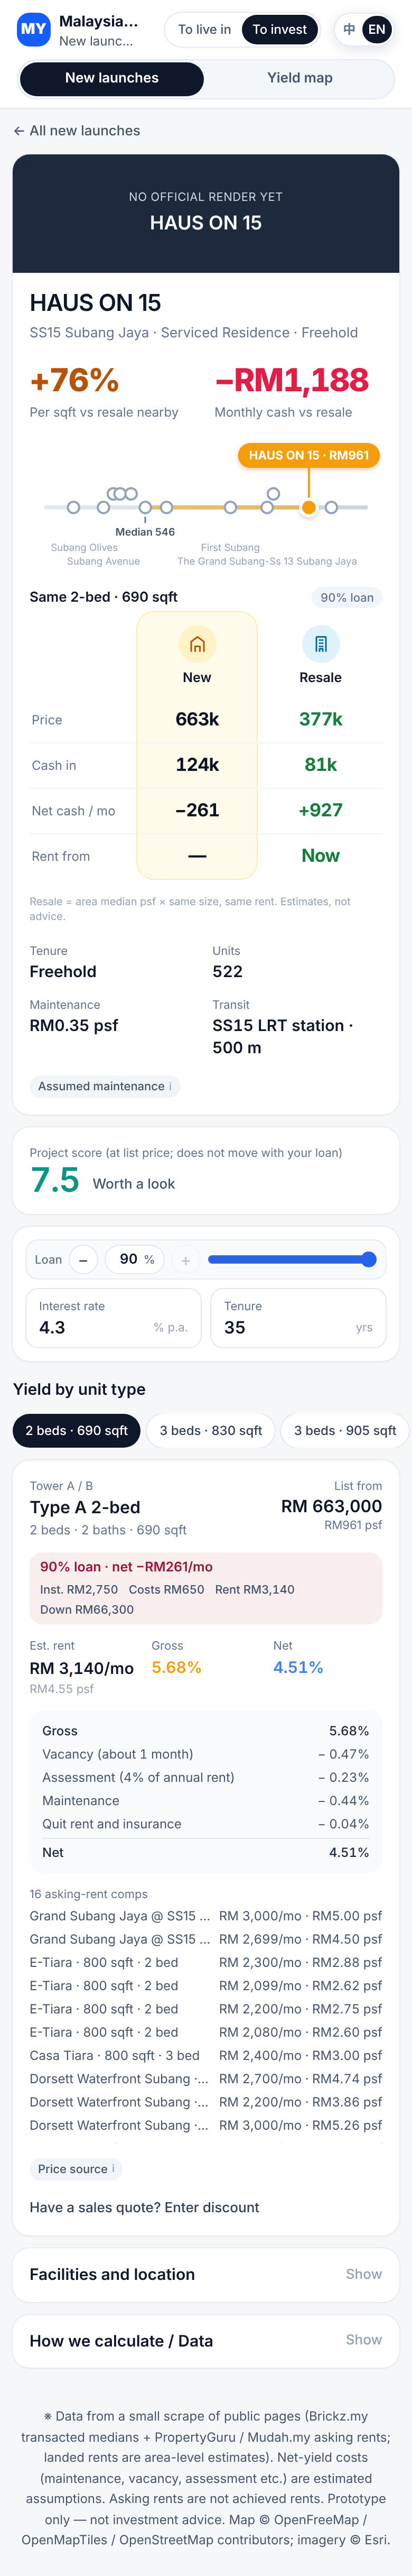 MY
Malaysia...
New launc...
To live in
To invest
中
EN
New launches
Yield map
← All new launches
NO OFFICIAL RENDER YET
HAUS ON 15
HAUS ON 15
SS15 Subang Jaya · Serviced Residence · Freehold
+76%
Per sqft vs resale nearby
−RM1,188
Monthly cash vs resale
HAUS ON 15 · RM961
Median 546
Subang Olives
First Subang
Subang Avenue
The Grand Subang-Ss 13 Subang Jaya
Same 2-bed · 690 sqft
90% loan
New
Resale
Price
663k
377k
Cash in
124k
81k
Net cash / mo
−261
+927
Rent from
—
Now
Resale = area median psf × same size, same rent. Estimates, not
advice.
Tenure
Freehold
Units
522
Maintenance
RM0.35 psf
Transit
SS15 LRT station ·
500 m
Assumed maintenance i
Project score (at list price; does not move with your loan)
7.5 Worth a look
Loan − 90 % +
Interest rate
4.3 % p.a.
Tenure
35 yrs
Yield by unit type
2 beds · 690 sqft
3 beds · 830 sqft
3 beds · 905 sqft
Tower A / B
Type A 2-bed
2 beds · 2 baths · 690 sqft
List from
RM 663,000
RM961 psf
90% loan · net −RM261/mo
Inst. RM2,750 Costs RM650 Rent RM3,140
Down RM66,300
Est. rent
RM 3,140/mo
RM4.55 psf
Gross
5.68%
Net
4.51%
Gross 5.68%
Vacancy (about 1 month) − 0.47%
Assessment (4% of annual rent) − 0.23%
Maintenance − 0.44%
Quit rent and insurance − 0.04%
Net 4.51%
16 asking-rent comps
Grand Subang Jaya @ SS15 ... RM 3,000/mo · RM5.00 psf
Grand Subang Jaya @ SS15 ... RM 2,699/mo · RM4.50 psf
E-Tiara · 800 sqft · 2 bed RM 2,300/mo · RM2.88 psf
E-Tiara · 800 sqft · 2 bed RM 2,099/mo · RM2.62 psf
E-Tiara · 800 sqft · 2 bed RM 2,200/mo · RM2.75 psf
E-Tiara · 800 sqft · 2 bed RM 2,080/mo · RM2.60 psf
Casa Tiara · 800 sqft · 3 bed RM 2,400/mo · RM3.00 psf
Dorsett Waterfront Subang ·... RM 2,700/mo · RM4.74 psf
Dorsett Waterfront Subang ·... RM 2,200/mo · RM3.86 psf
Dorsett Waterfront Subang ·... RM 3,000/mo · RM5.26 psf
Price source i
Have a sales quote? Enter discount
Facilities and location Show
How we calculate / Data Show
※ Data from a small scrape of public pages (Brickz.my
transacted medians + PropertyGuru / Mudah.my asking rents;
landed rents are area-level estimates). Net-yield costs
(maintenance, vacancy, assessment etc.) are estimated
assumptions. Asking rents are not achieved rents. Prototype
only — not investment advice. Map © OpenFreeMap /
OpenMapTiles / OpenStreetMap contributors; imagery © Esri.